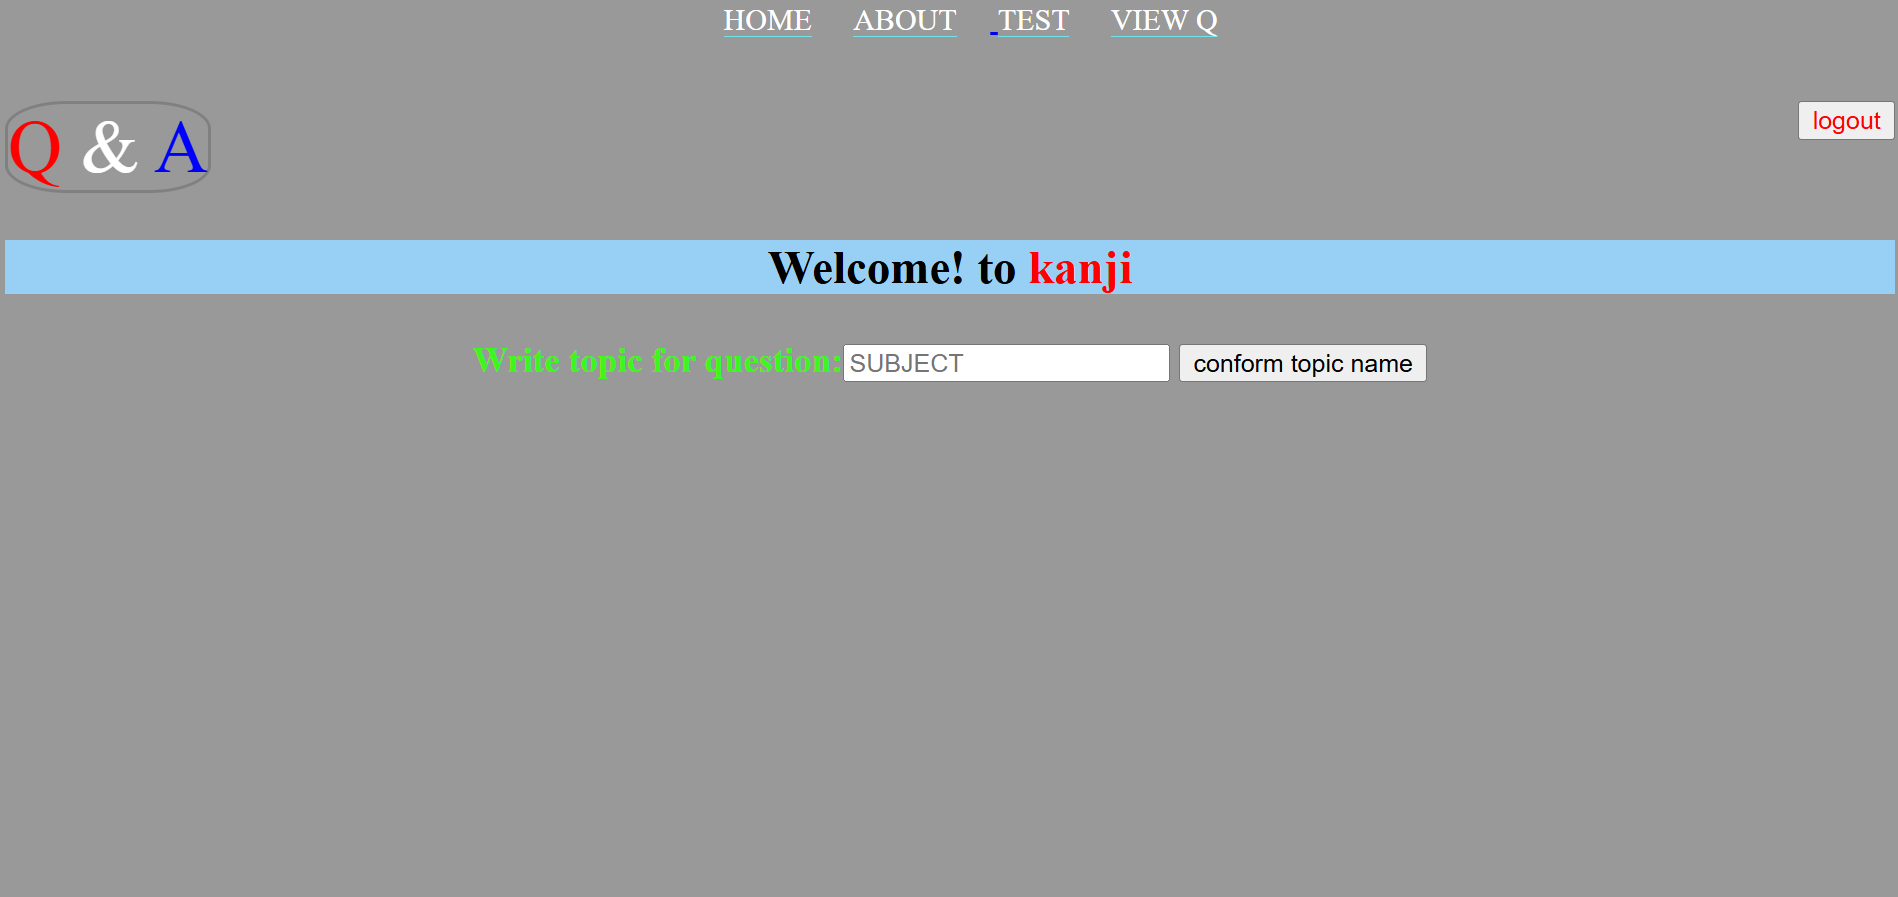 HOME ABOUT TEST VIEW Q
Q & A
logout
Welcome! to kanji
Write topic for question: SUBJECT conform topic name